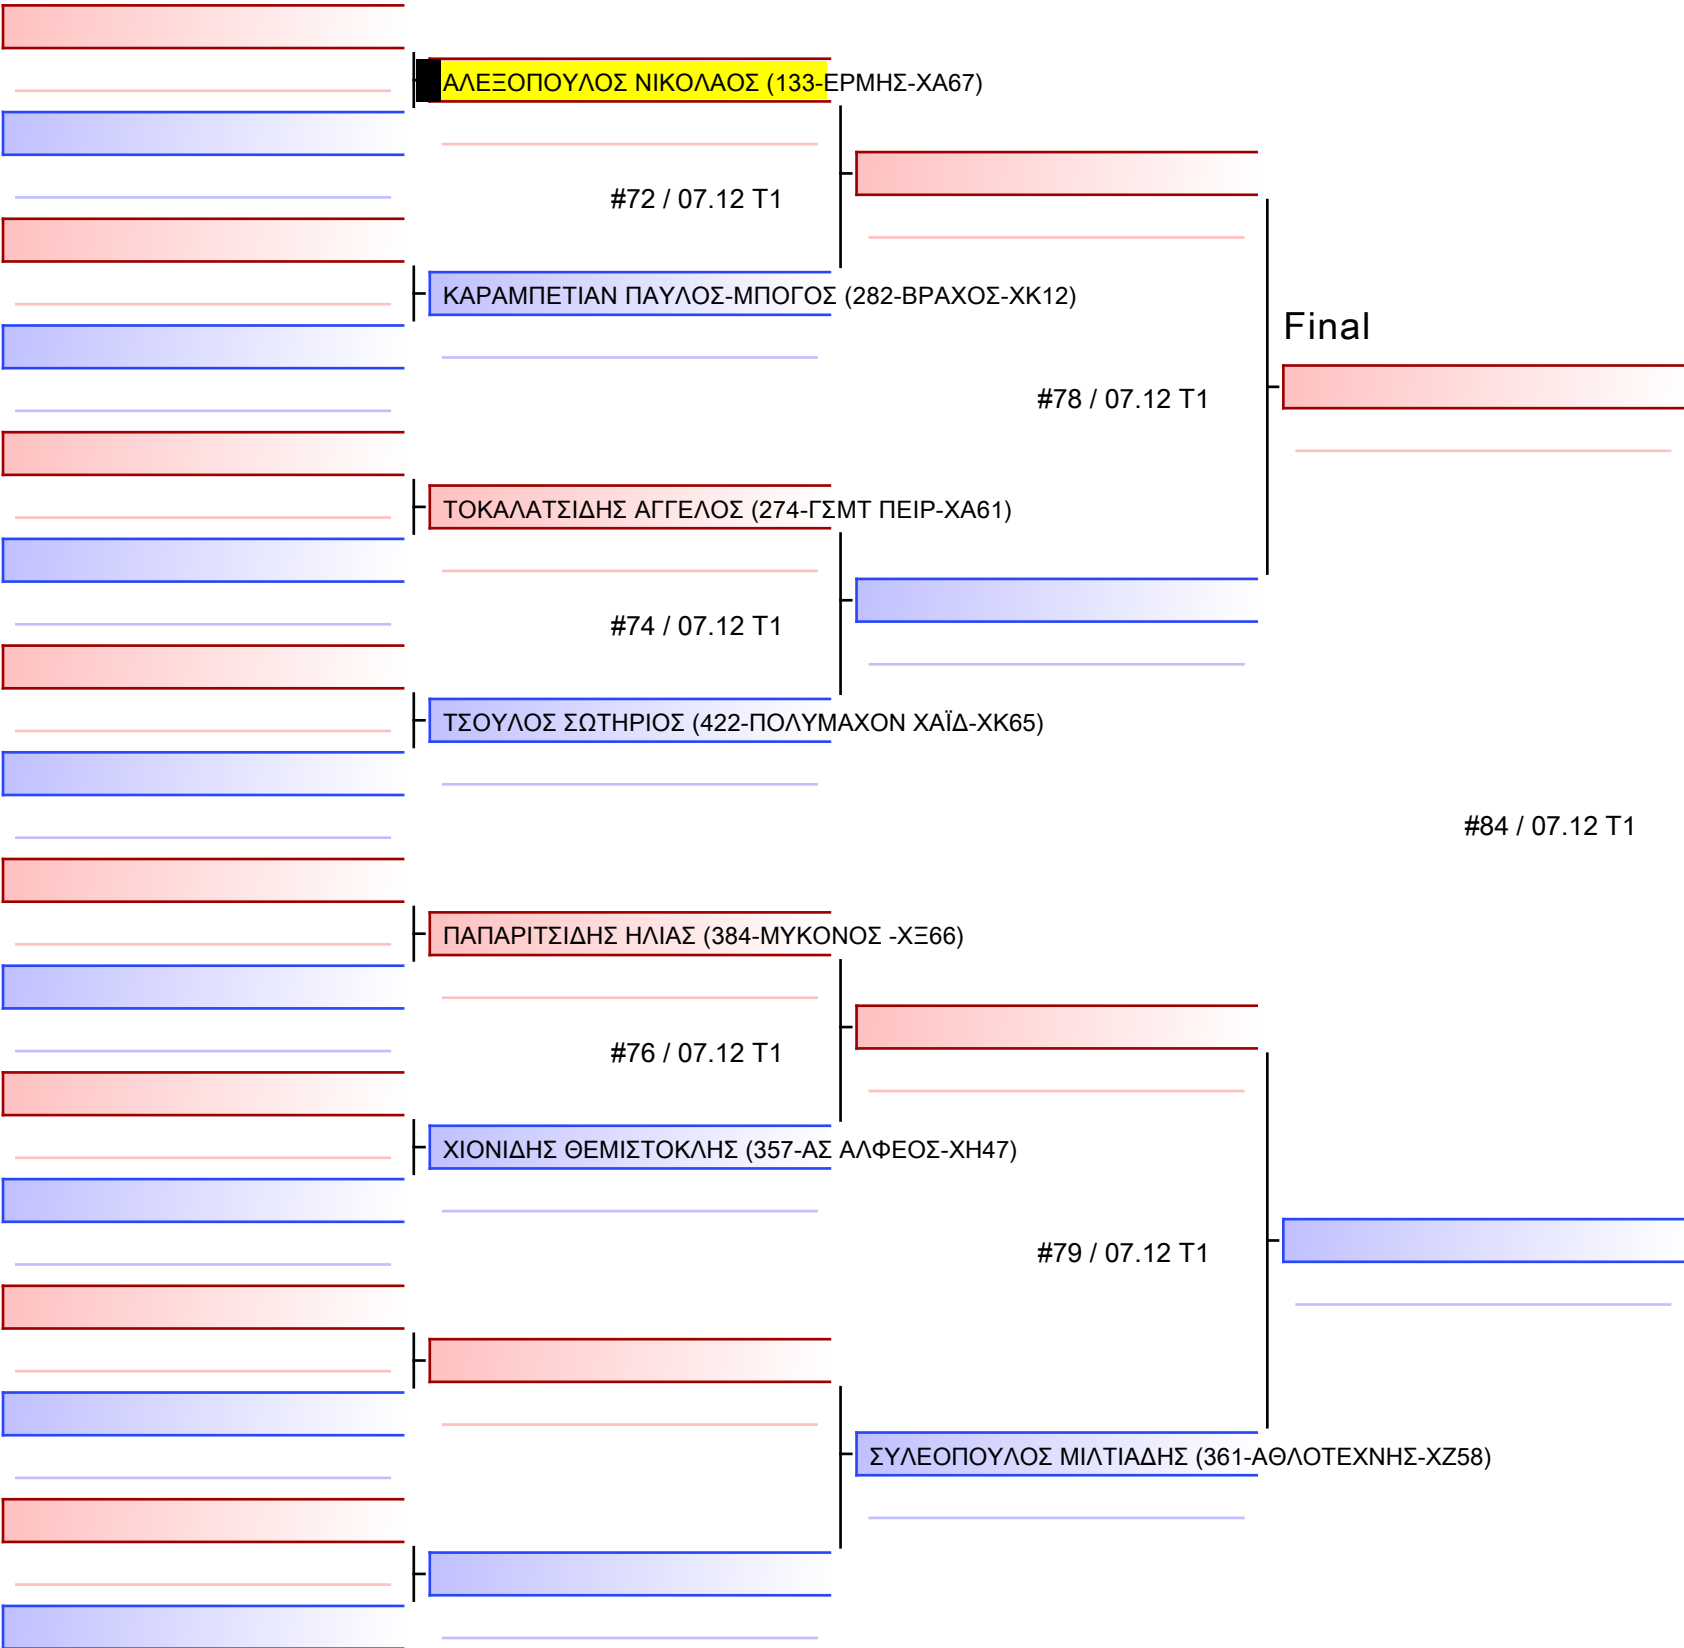 ΑΛΕΞΟΠΟΥΛΟΣ ΝΙΚΟΛΑΟΣ (133-ΕΡΜΗΣ-ΧΑ67)
#72 / 07.12 T1
ΚΑΡΑΜΠΕΤΙΑΝ ΠΑΥΛΟΣ-ΜΠΟΓΟΣ (282-ΒΡΑΧΟΣ-ΧΚ12)
Final
#78 / 07.12 T1
ΤΟΚΑΛΑΤΣΙΔΗΣ ΑΓΓΕΛΟΣ (274-ΓΣΜΤ ΠΕΙΡ-ΧΑ61)
#74 / 07.12 T1
ΤΣΟΥΛΟΣ ΣΩΤΗΡΙΟΣ (422-ΠΟΛΥΜΑΧΟΝ ΧΑΪΔ-ΧΚ65)
#84 / 07.12 T1
ΠΑΠΑΡΙΤΣΙΔΗΣ ΗΛΙΑΣ (384-ΜΥΚΟΝΟΣ -ΧΞ66)
#76 / 07.12 T1
ΧΙΟΝΙΔΗΣ ΘΕΜΙΣΤΟΚΛΗΣ (357-ΑΣ ΑΛΦΕΟΣ-ΧΗ47)
#79 / 07.12 T1
ΣΥΛΕΟΠΟΥΛΟΣ ΜΙΛΤΙΑΔΗΣ (361-ΑΘΛΟΤΕΧΝΗΣ-ΧΖ58)